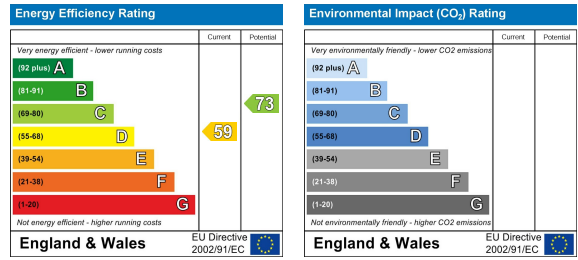 Energy Efficiency Rating
Current Potential
Very energy efficient - lower running costs
(92 plus) A
(81-91) B
(69-80) C
(55-68) D
(39-54) E
(21-38) F
(1-20) G
59
73
Not energy efficient - higher running costs
England & Wales
EU Directive
2002/91/EC
Environmental Impact (CO₂) Rating
Current Potential
Very environmentally friendly - lower CO2 emissions
(92 plus) A
(81-91) B
(69-80) C
(55-68) D
(39-54) E
(21-38) F
(1-20) G
Not environmentally friendly - higher CO2 emissions
England & Wales
EU Directive
2002/91/EC